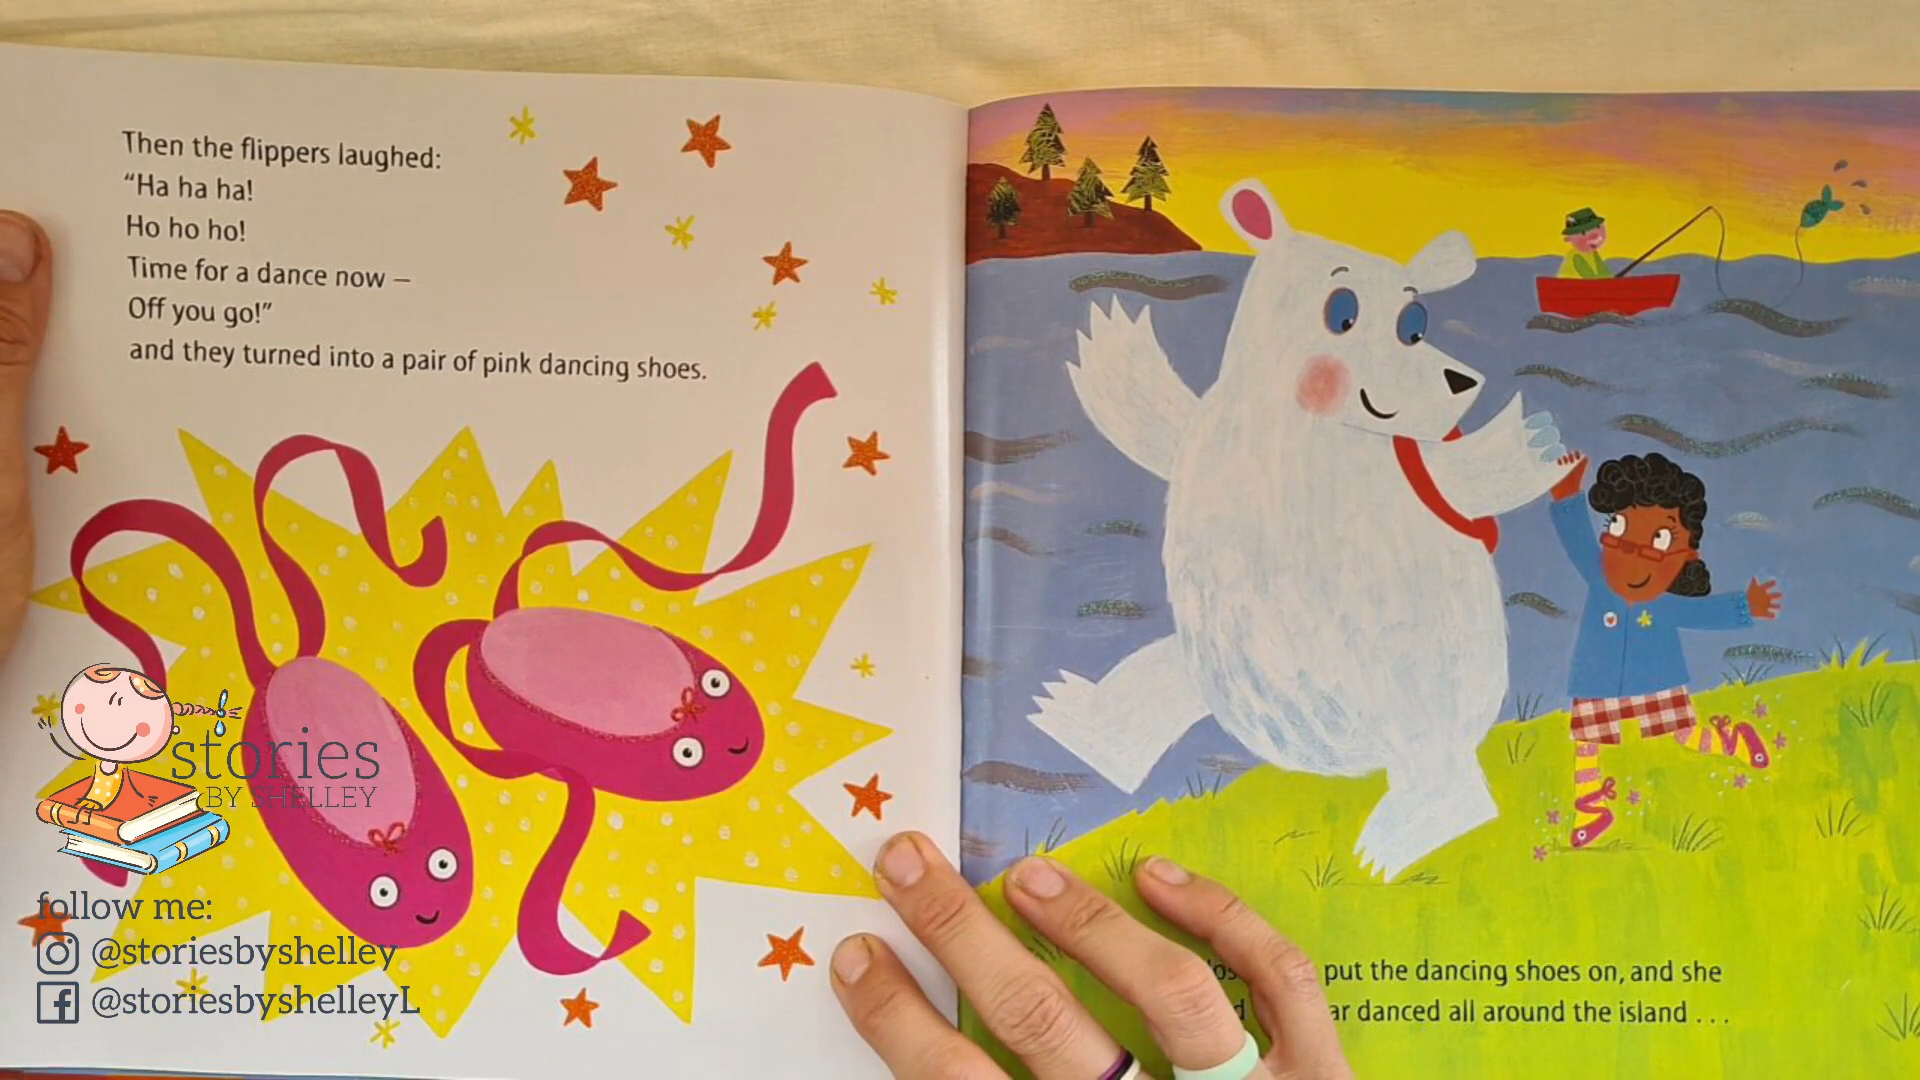 Then the flippers laughed:
“Ha ha ha!
Ho ho ho!
Time for a dance now –
Off you go!”
and they turned into a pair of pink dancing shoes.
put the dancing shoes on, and she
danced all around the island . . .
stories
BY SHELLEY
follow me:
@storiesbyshelley
@storiesbyshelleyL